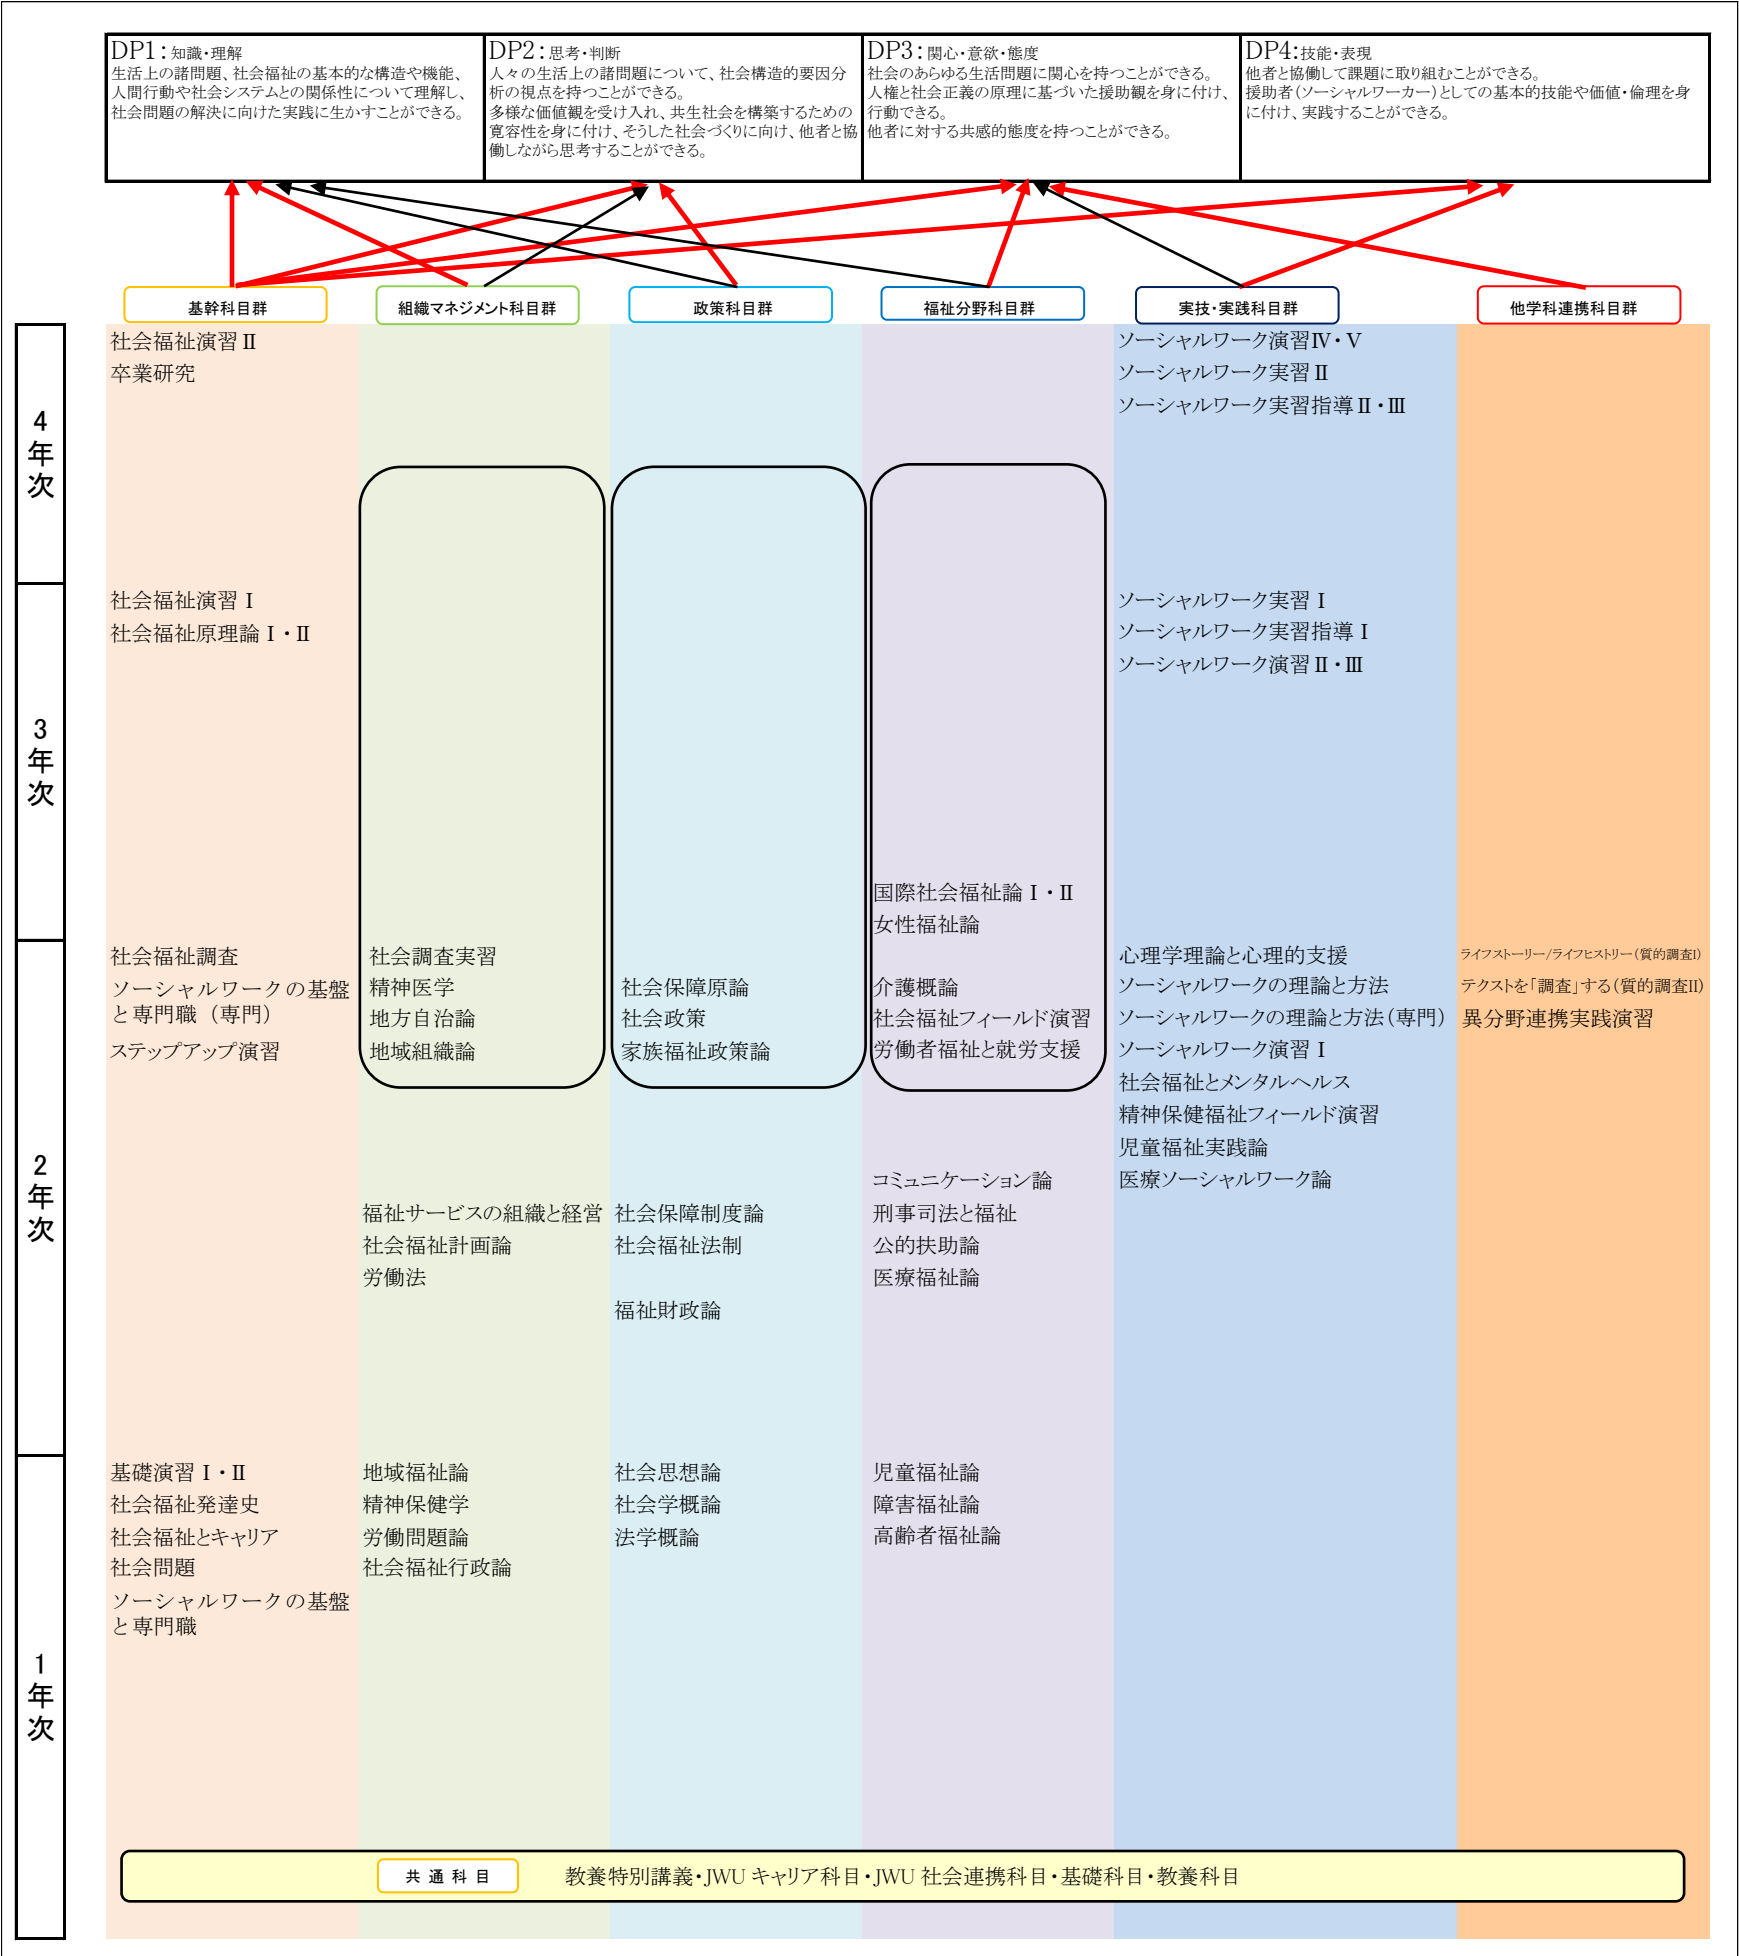 DP1：知識・理解
生活上の諸問題、社会福祉の基本的な構造や機能、
人間行動や社会システムとの関係性について理解し、
社会問題の解決に向けた実践に生かすことができる。
DP2：思考・判断
人々の生活上の諸問題について、社会構造的要因分
析の視点を持つことができる。
多様な価値観を受け入れ、共生社会を構築するための
寛容性を身に付け、そうした社会づくりに向け、他者と協
働しながら思考することができる。
DP3：関心・意欲・態度
社会のあらゆる生活問題に関心を持つことができる。
人権と社会正義の原理に基づいた援助観を身に付け、
行動できる。
他者に対する共感的態度を持つことができる。
DP4：技能・表現
他者と協働して課題に取り組むことができる。
援助者（ソーシャルワーカー）としての基本的技能や価値・倫理を身
に付け、実践することができる。
基幹科目群
組織マネジメント科目群
政策科目群
福祉分野科目群
実技・実践科目群
他学科連携科目群
4年次
社会福祉演習Ⅱ
卒業研究
ソーシャルワーク演習Ⅳ・Ⅴ
ソーシャルワーク実習Ⅱ
ソーシャルワーク実習指導Ⅱ・Ⅲ
3年次
社会福祉演習Ⅰ
社会福祉原理論Ⅰ・Ⅱ
国際社会福祉論Ⅰ・Ⅱ
女性福祉論
ソーシャルワーク実習Ⅰ
ソーシャルワーク実習指導Ⅰ
ソーシャルワーク演習Ⅱ・Ⅲ
2年次
社会福祉調査
ソーシャルワークの基盤
と専門職（専門）
ステップアップ演習
社会調査実習
精神医学
地方自治論
地域組織論
福祉サービスの組織と経営
社会福祉計画論
労働法
社会保障原論
社会政策
家族福祉政策論
社会保障制度論
社会福祉法制
福祉財政論
介護概論
社会福祉フィールド演習
労働者福祉と就労支援
コミュニケーション論
刑事司法と福祉
公的扶助論
医療福祉論
心理学理論と心理的支援
ソーシャルワークの理論と方法
ソーシャルワークの理論と方法（専門）
ソーシャルワーク演習Ⅰ
社会福祉とメンタルヘルス
精神保健福祉フィールド演習
児童福祉実践論
医療ソーシャルワーク論
ライフストーリー/ライフヒストリー（質的調査I）
テクストを「調査」する（質的調査II）
異分野連携実践演習
1年次
基礎演習Ⅰ・Ⅱ
社会福祉発達史
社会福祉とキャリア
社会問題
ソーシャルワークの基盤
と専門職
地域福祉論
精神保健学
労働問題論
社会福祉行政論
社会思想論
社会学概論
法学概論
児童福祉論
障害福祉論
高齢者福祉論
共通科目
教養特別講義・JWUキャリア科目・JWU社会連携科目・基礎科目・教養科目